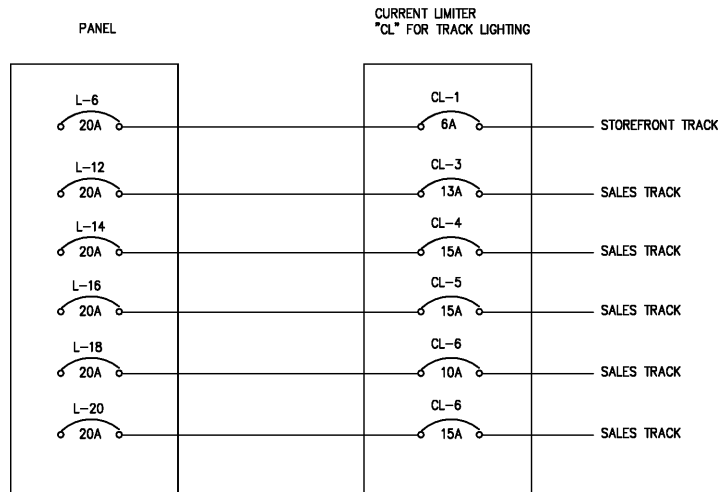 PANEL
CURRENT LIMITER
"CL" FOR TRACK LIGHTING
L-6
20A
CL-1
6A
STOREFRONT TRACK
L-12
20A
CL-3
13A
SALES TRACK
L-14
20A
CL-4
15A
SALES TRACK
L-16
20A
CL-5
15A
SALES TRACK
L-18
20A
CL-6
10A
SALES TRACK
L-20
20A
CL-6
15A
SALES TRACK